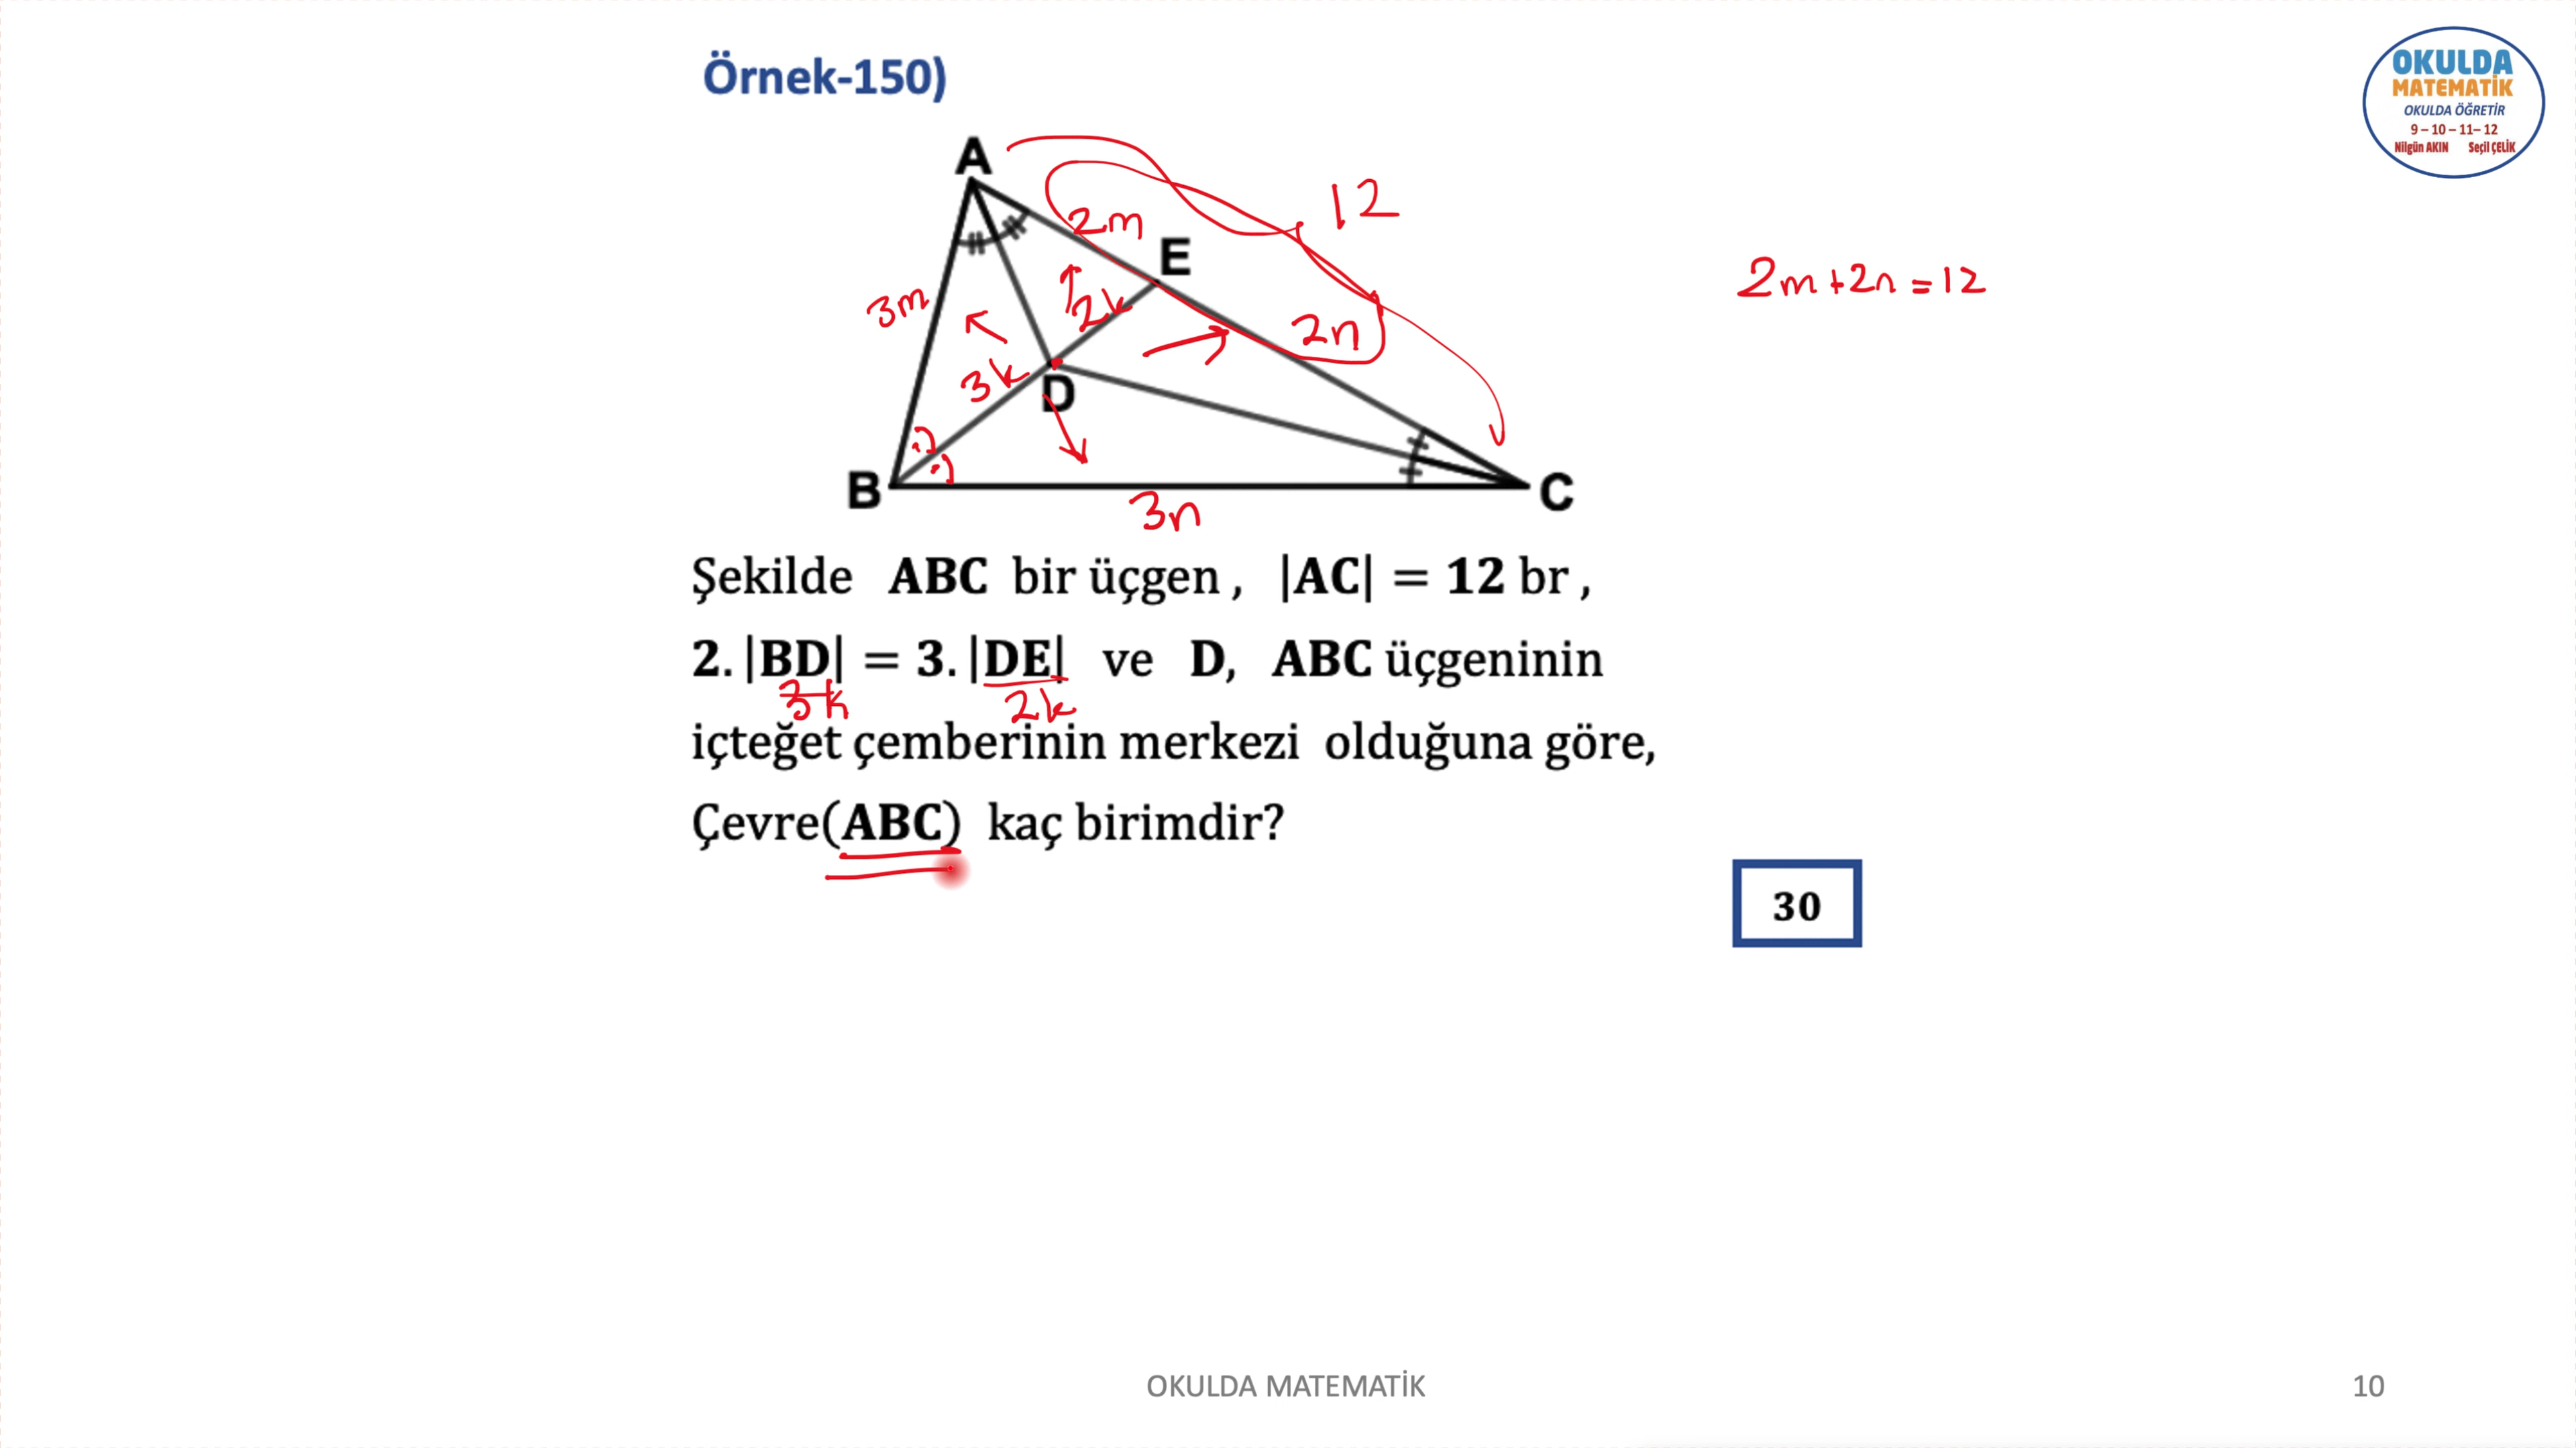 Örnek-150)
OKULDA
MATEMATİK
OKULDA ÖĞRETİR
9 – 10 – 11– 12
Nilgün AKIN Seçil ÇELİK
A
12
2m
E
2m+2n=12
3m
2k
2n
3k
D
B
C
3n
Şekilde ABC bir üçgen , |AC| = 12 br ,
2. |BD| = 3. |DE| ve D, ABC üçgeninin
3k 2k
içteğet çemberinin merkezi olduğuna göre,
Çevre(ABC) kaç birimdir?
30
OKULDA MATEMATİK
10